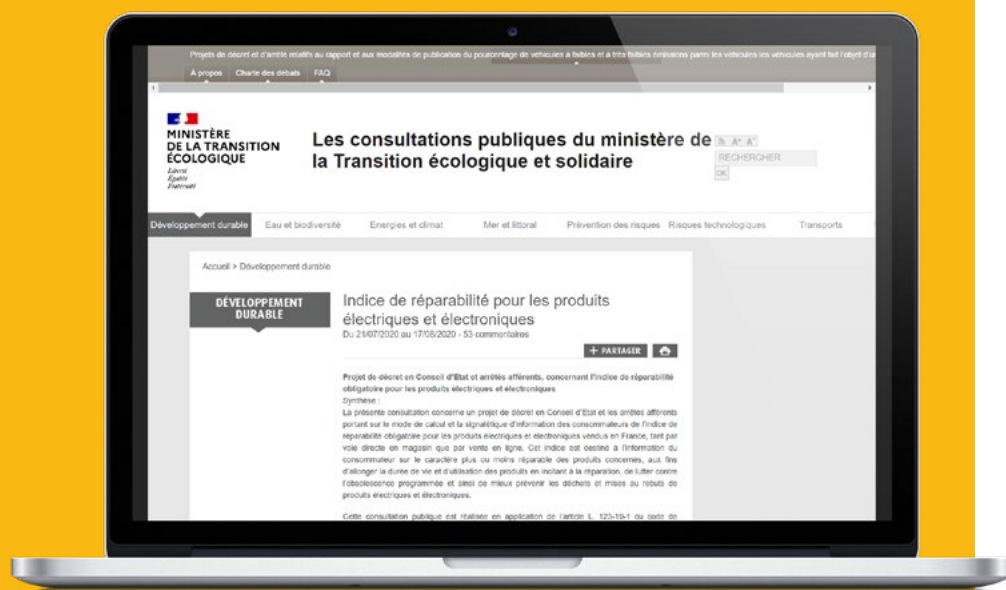 Projets de décret et d'arrêté relatifs au rapport et aux modalités de publication du pourcentage de véhicules à faibles et à très faibles émissions parmi les véhicules les véhicules ayant fait l'objet d'u
À propos Charte des débats FAQ
MINISTÈRE
DE LA TRANSITION
ÉCOLOGIQUE
Liberté
Égalité
Fraternité
Les consultations publiques du ministère de
la Transition écologique et solidaire
A+ A-
RECHERCHER
OK
Développement durable Eau et biodiversité Energies et climat Mer et littoral Prévention des risques Risques technologiques Transports
Accueil > Développement durable
DÉVELOPPEMENT
DURABLE
Indice de réparabilité pour les produits
électriques et électroniques
Du 21/07/2020 au 17/08/2020 - 53 commentaires
+ PARTAGER
Projet de décret en Conseil d'Etat et arrêtés afférents, concernant l'indice de réparabilité
obligatoire pour les produits électriques et électroniques
Synthèse :
La présente consultation concerne un projet de décret en Conseil d'Etat et les arrêtés afférents
portant sur le mode de calcul et la signalétique d'information des consommateurs de l'indice de
réparabilité obligatoire pour les produits électriques et électroniques vendus en France, tant par
voie directe en magasin que par vente en ligne. Cet indice est destiné à l'information du
consommateur sur le caractère plus ou moins réparable des produits concernés, aux fins
d'allonger la durée de vie et d'utilisation des produits en incitant à la réparation, de lutter contre
l'obsolescence programmée et ainsi de mieux prévenir les déchets et mises au rebuts de
produits électriques et électroniques.
Cette consultation publique est réalisée en application de l'article L. 123-19-1 du code de